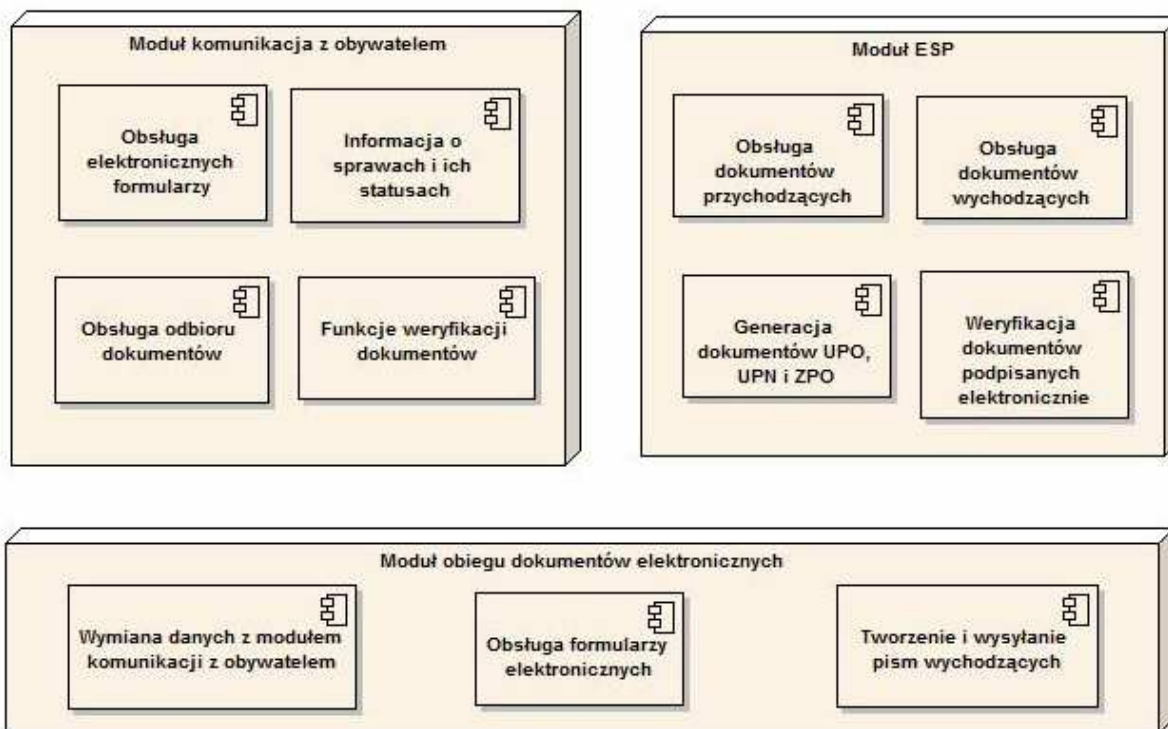 Moduł komunikacja z obywatelem
Obsługa
elektronicznych
formularzy
Informacja o
sprawach i ich
statusach
Obsługa odbioru
dokumentów
Funkcje weryfikacji
dokumentów
Moduł ESP
Obsługa
dokumentów
przychodzących
Obsługa
dokumentów
wychodzących
Generacja
dokumentów UPO,
UPN i ZPO
Weryfikacja
dokumentów
podpisanych
elektronicznie
Moduł obiegu dokumentów elektronicznych
Wymiana danych z modułem
komunikacji z obywatelem
Obsługa formularzy
elektronicznych
Tworzenie i wysyłanie
pism wychodzących